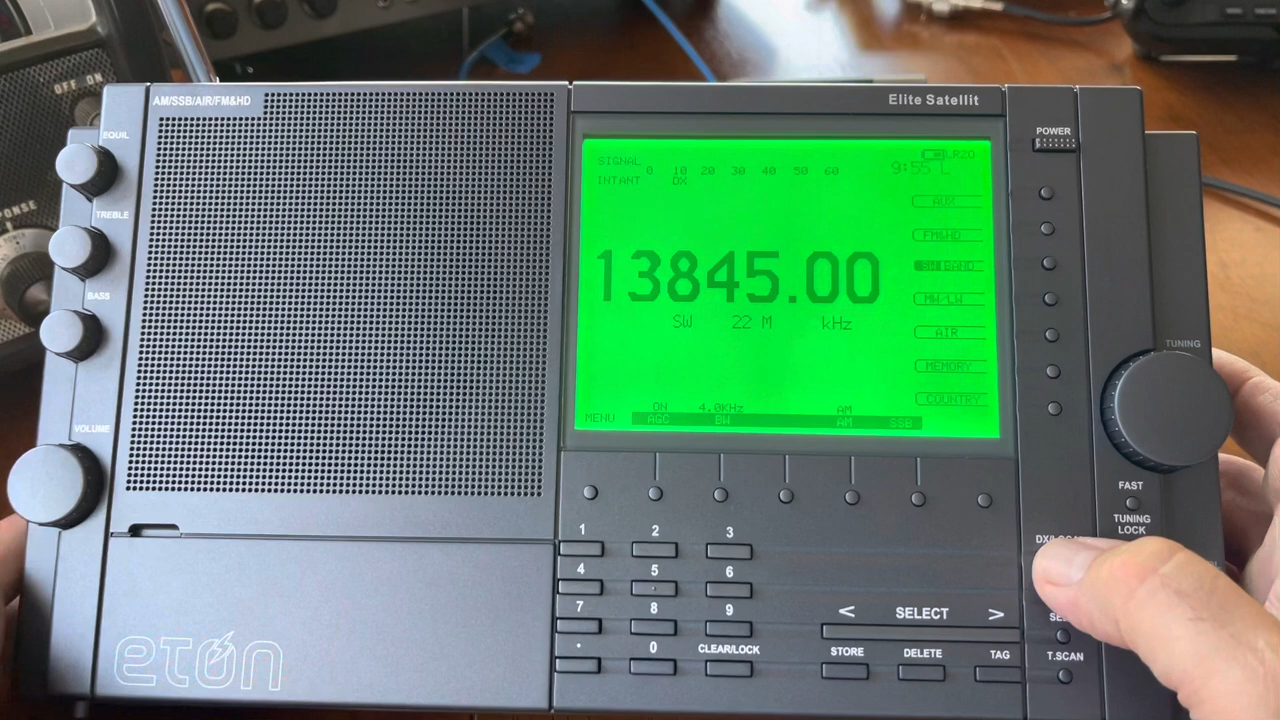 OFF ON
AM/SSB/AIR/FM&HD
Elite Satellit
POWER
EQUIL
TREBLE
BASS
VOLUME
SIGNAL 0 10 20 30 40 50 60
INTANT DX
9:55 L
AUX
FM&HD
SW BAND
MW/LW
AIR
MEMORY
COUNTRY
13845.00
SW 22 M kHz
ON 4.0KHz AM
MENU AGC BW AM SSB
TUNING
FAST
TUNING
LOCK
1 2 3
4 5 6
7 8 9
. 0 CLEAR/LOCK
< SELECT >
STORE DELETE TAG
T.SCAN
etón